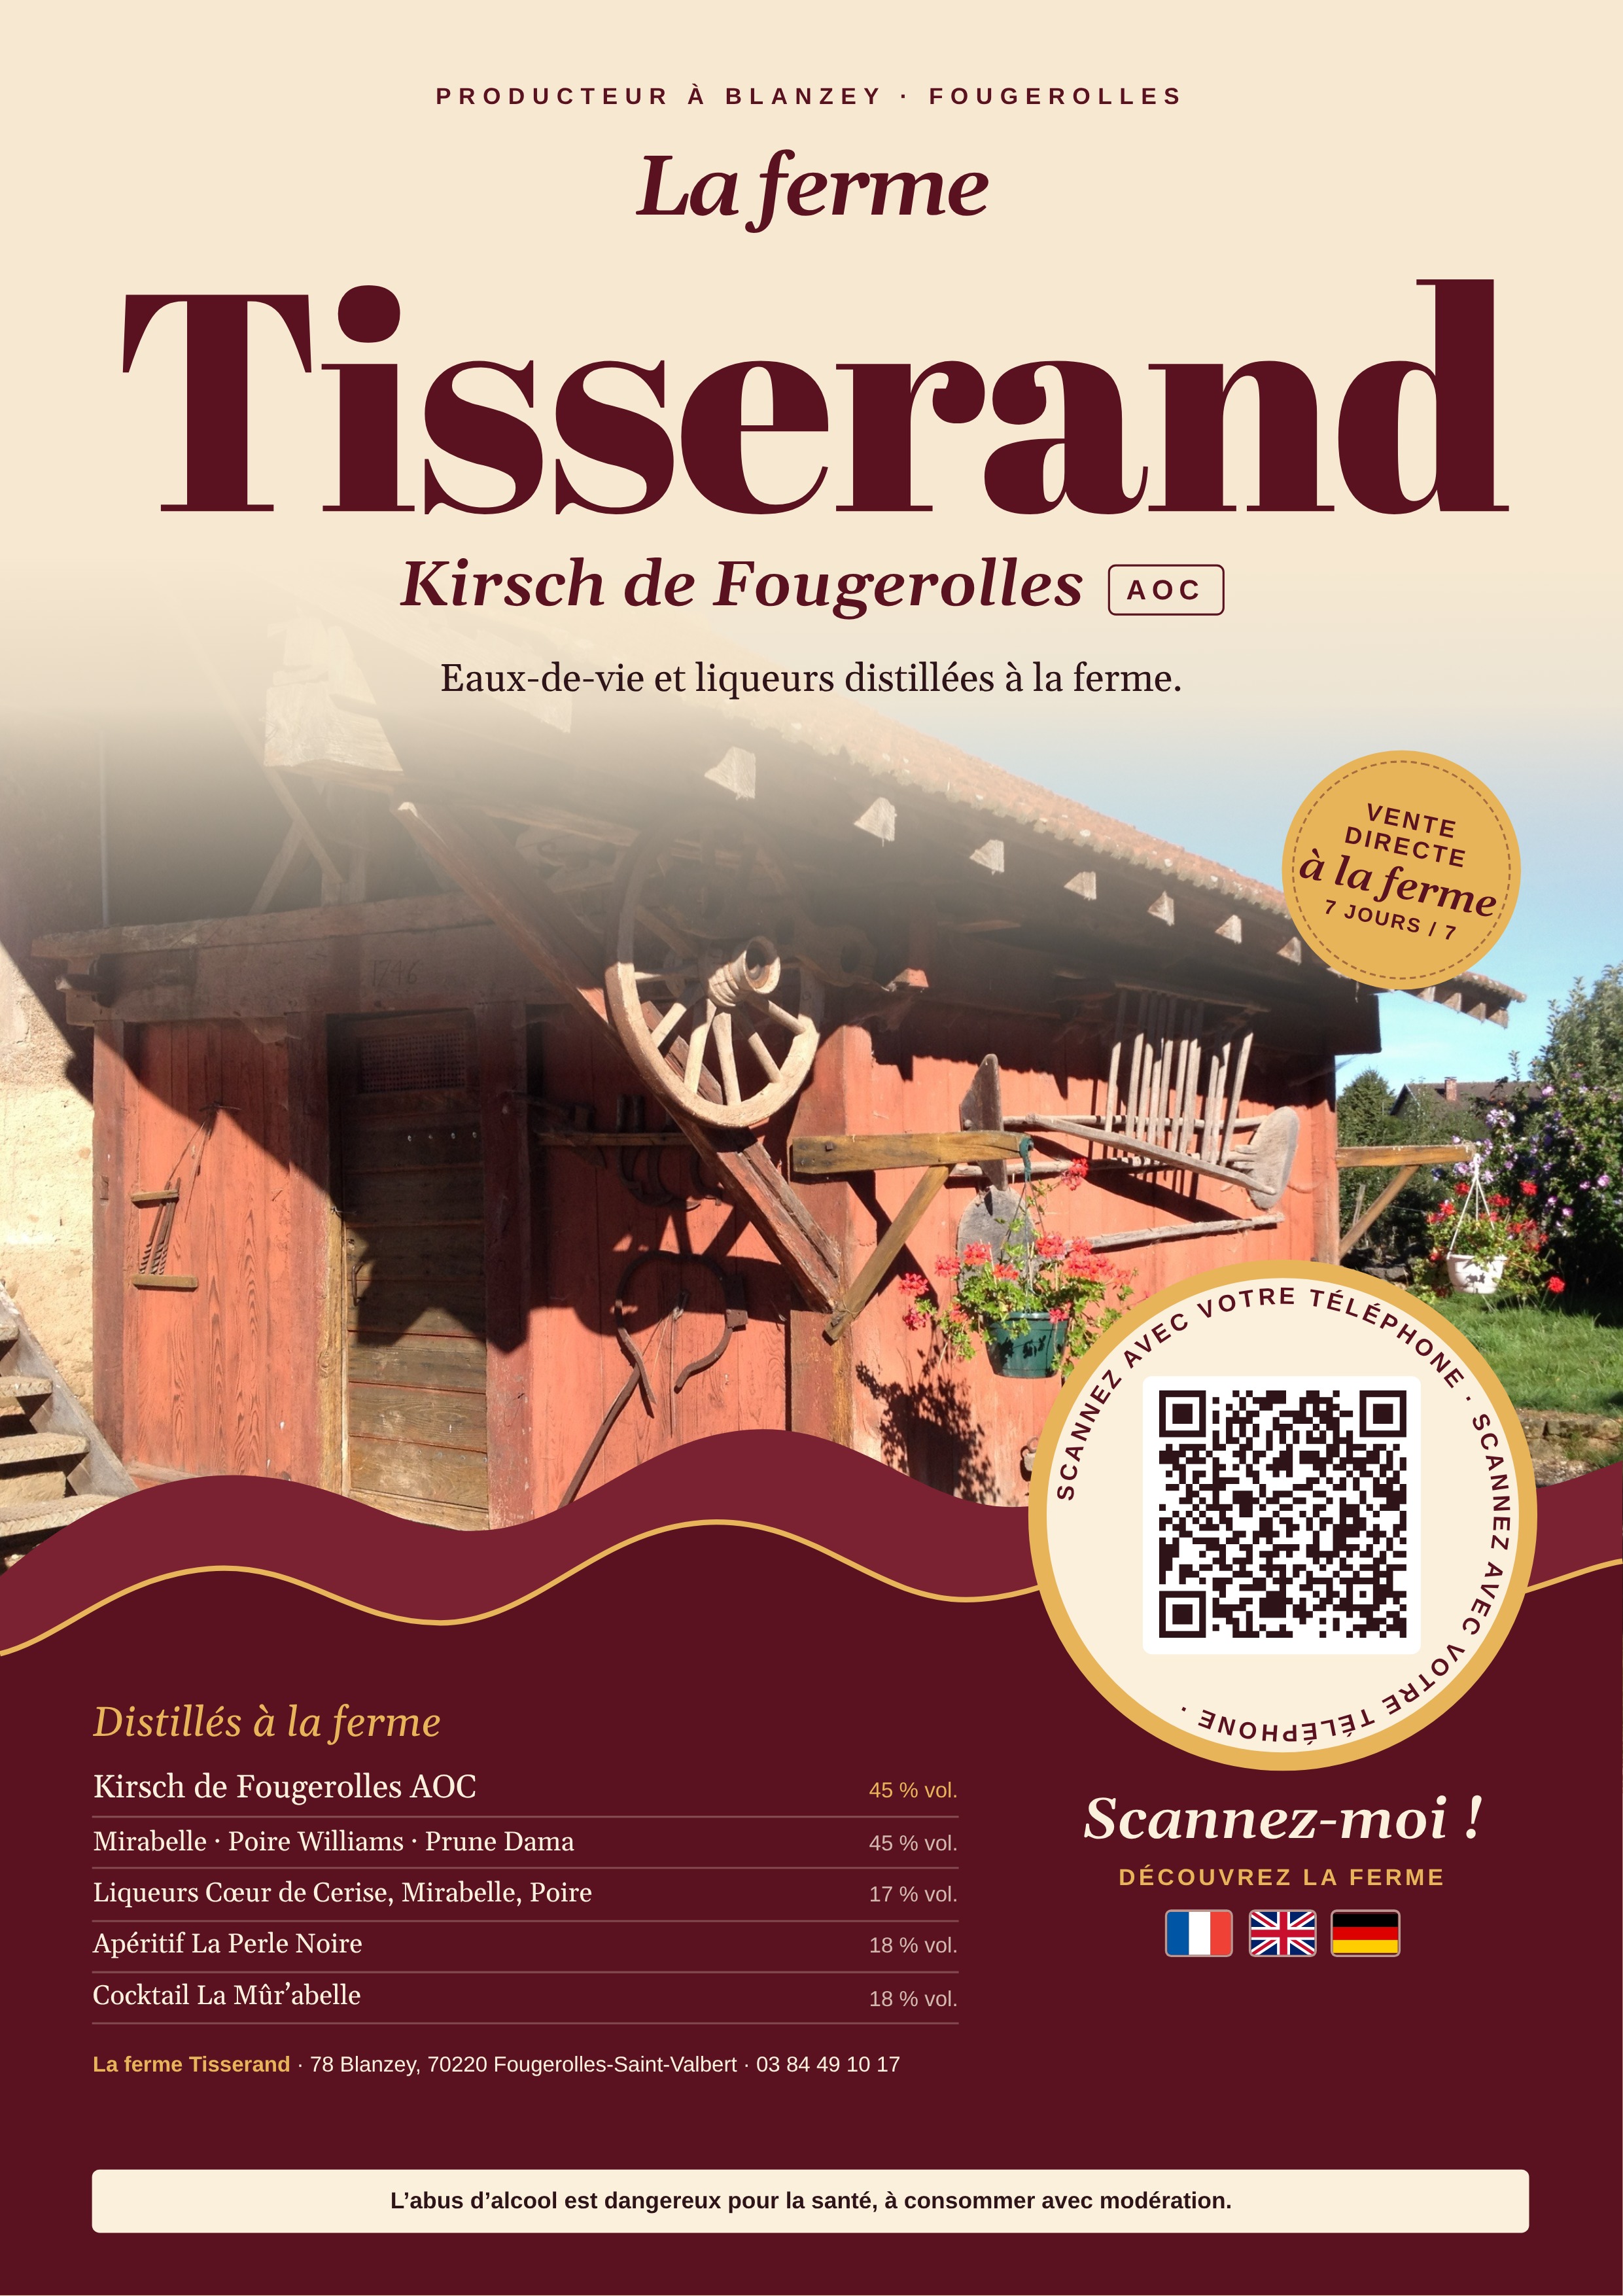 PRODUCTEUR À BLANZEY · FOUGEROLLES
La ferme
Tisserand
Kirsch de Fougerolles AOC
Eaux-de-vie et liqueurs distillées à la ferme.
VENTE
DIRECTE
à la ferme
7 JOURS / 7
1746
SCANNEZ AVEC VOTRE TÉLÉPHONE · SCANNEZ AVEC VOTRE TÉLÉPHONE ·
Distillés à la ferme
Kirsch de Fougerolles AOC 45 % vol.
Mirabelle · Poire Williams · Prune Dama 45 % vol.
Liqueurs Cœur de Cerise, Mirabelle, Poire 17 % vol.
Apéritif La Perle Noire 18 % vol.
Cocktail La Mûr’abelle 18 % vol.
La ferme Tisserand · 78 Blanzey, 70220 Fougerolles-Saint-Valbert · 03 84 49 10 17
Scannez-moi !
DÉCOUVREZ LA FERME
L’abus d’alcool est dangereux pour la santé, à consommer avec modération.